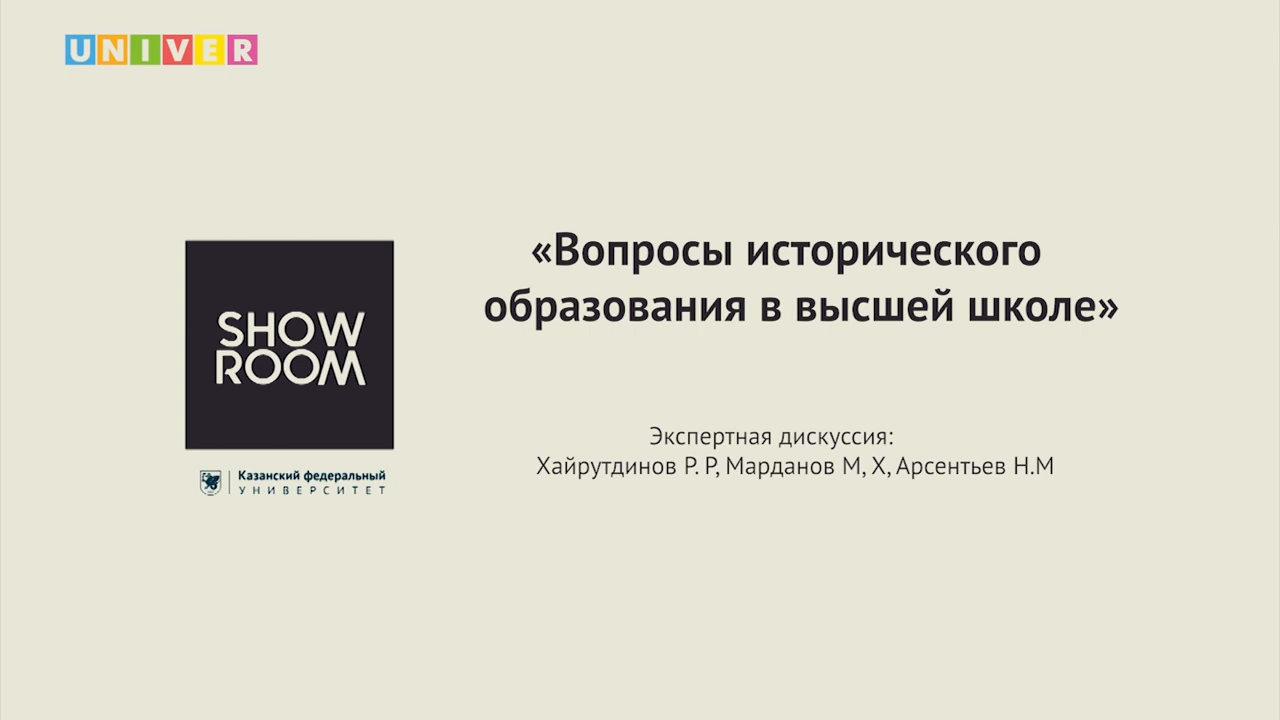 UNIVER
«Вопросы исторического
образования в высшей школе»
SHOW
ROOM
Экспертная дискуссия:
Хайрутдинов Р. Р, Марданов М, Х, Арсентьев Н.М
Казанский федеральный
УНИВЕРСИТЕТ